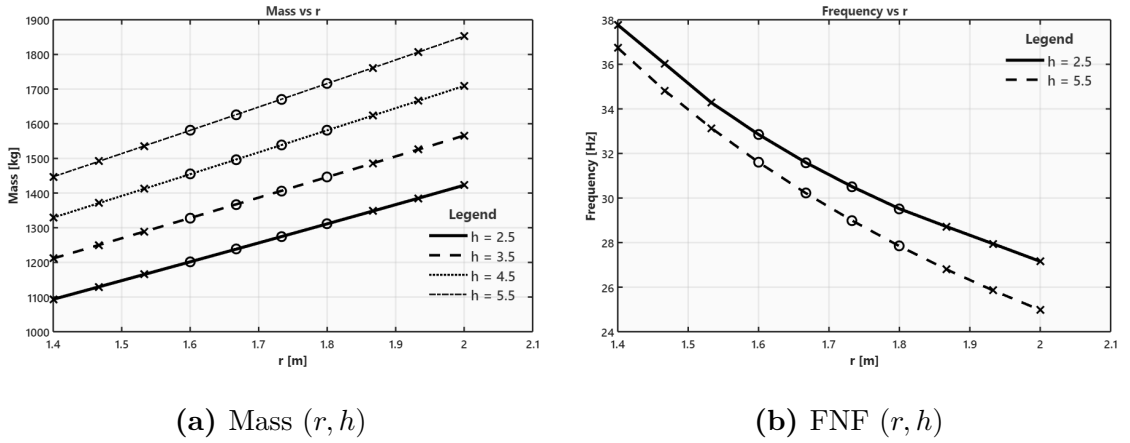 Mass vs r
1900
1800
1700
1600
1500
1400
1300
1200
1100
1000
Mass [kg]
Legend
h = 2.5
h = 3.5
h = 4.5
h = 5.5
1.4 1.5 1.6 1.7 1.8 1.9 2 2.1
r [m]
(a) Mass (r, h)
Frequency vs r
38
36
34
32
30
28
26
24
Frequency [Hz]
Legend
h = 2.5
h = 5.5
1.4 1.5 1.6 1.7 1.8 1.9 2 2.1
r [m]
(b) FNF (r, h)